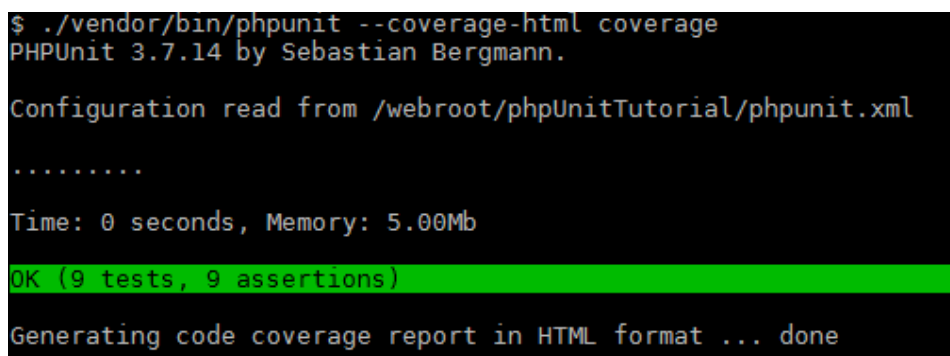 $ ./vendor/bin/phpunit --coverage-html coverage
PHPUnit 3.7.14 by Sebastian Bergmann.
Configuration read from /webroot/phpUnitTutorial/phpunit.xml
.........
Time: 0 seconds, Memory: 5.00Mb
OK (9 tests, 9 assertions)
Generating code coverage report in HTML format ... done